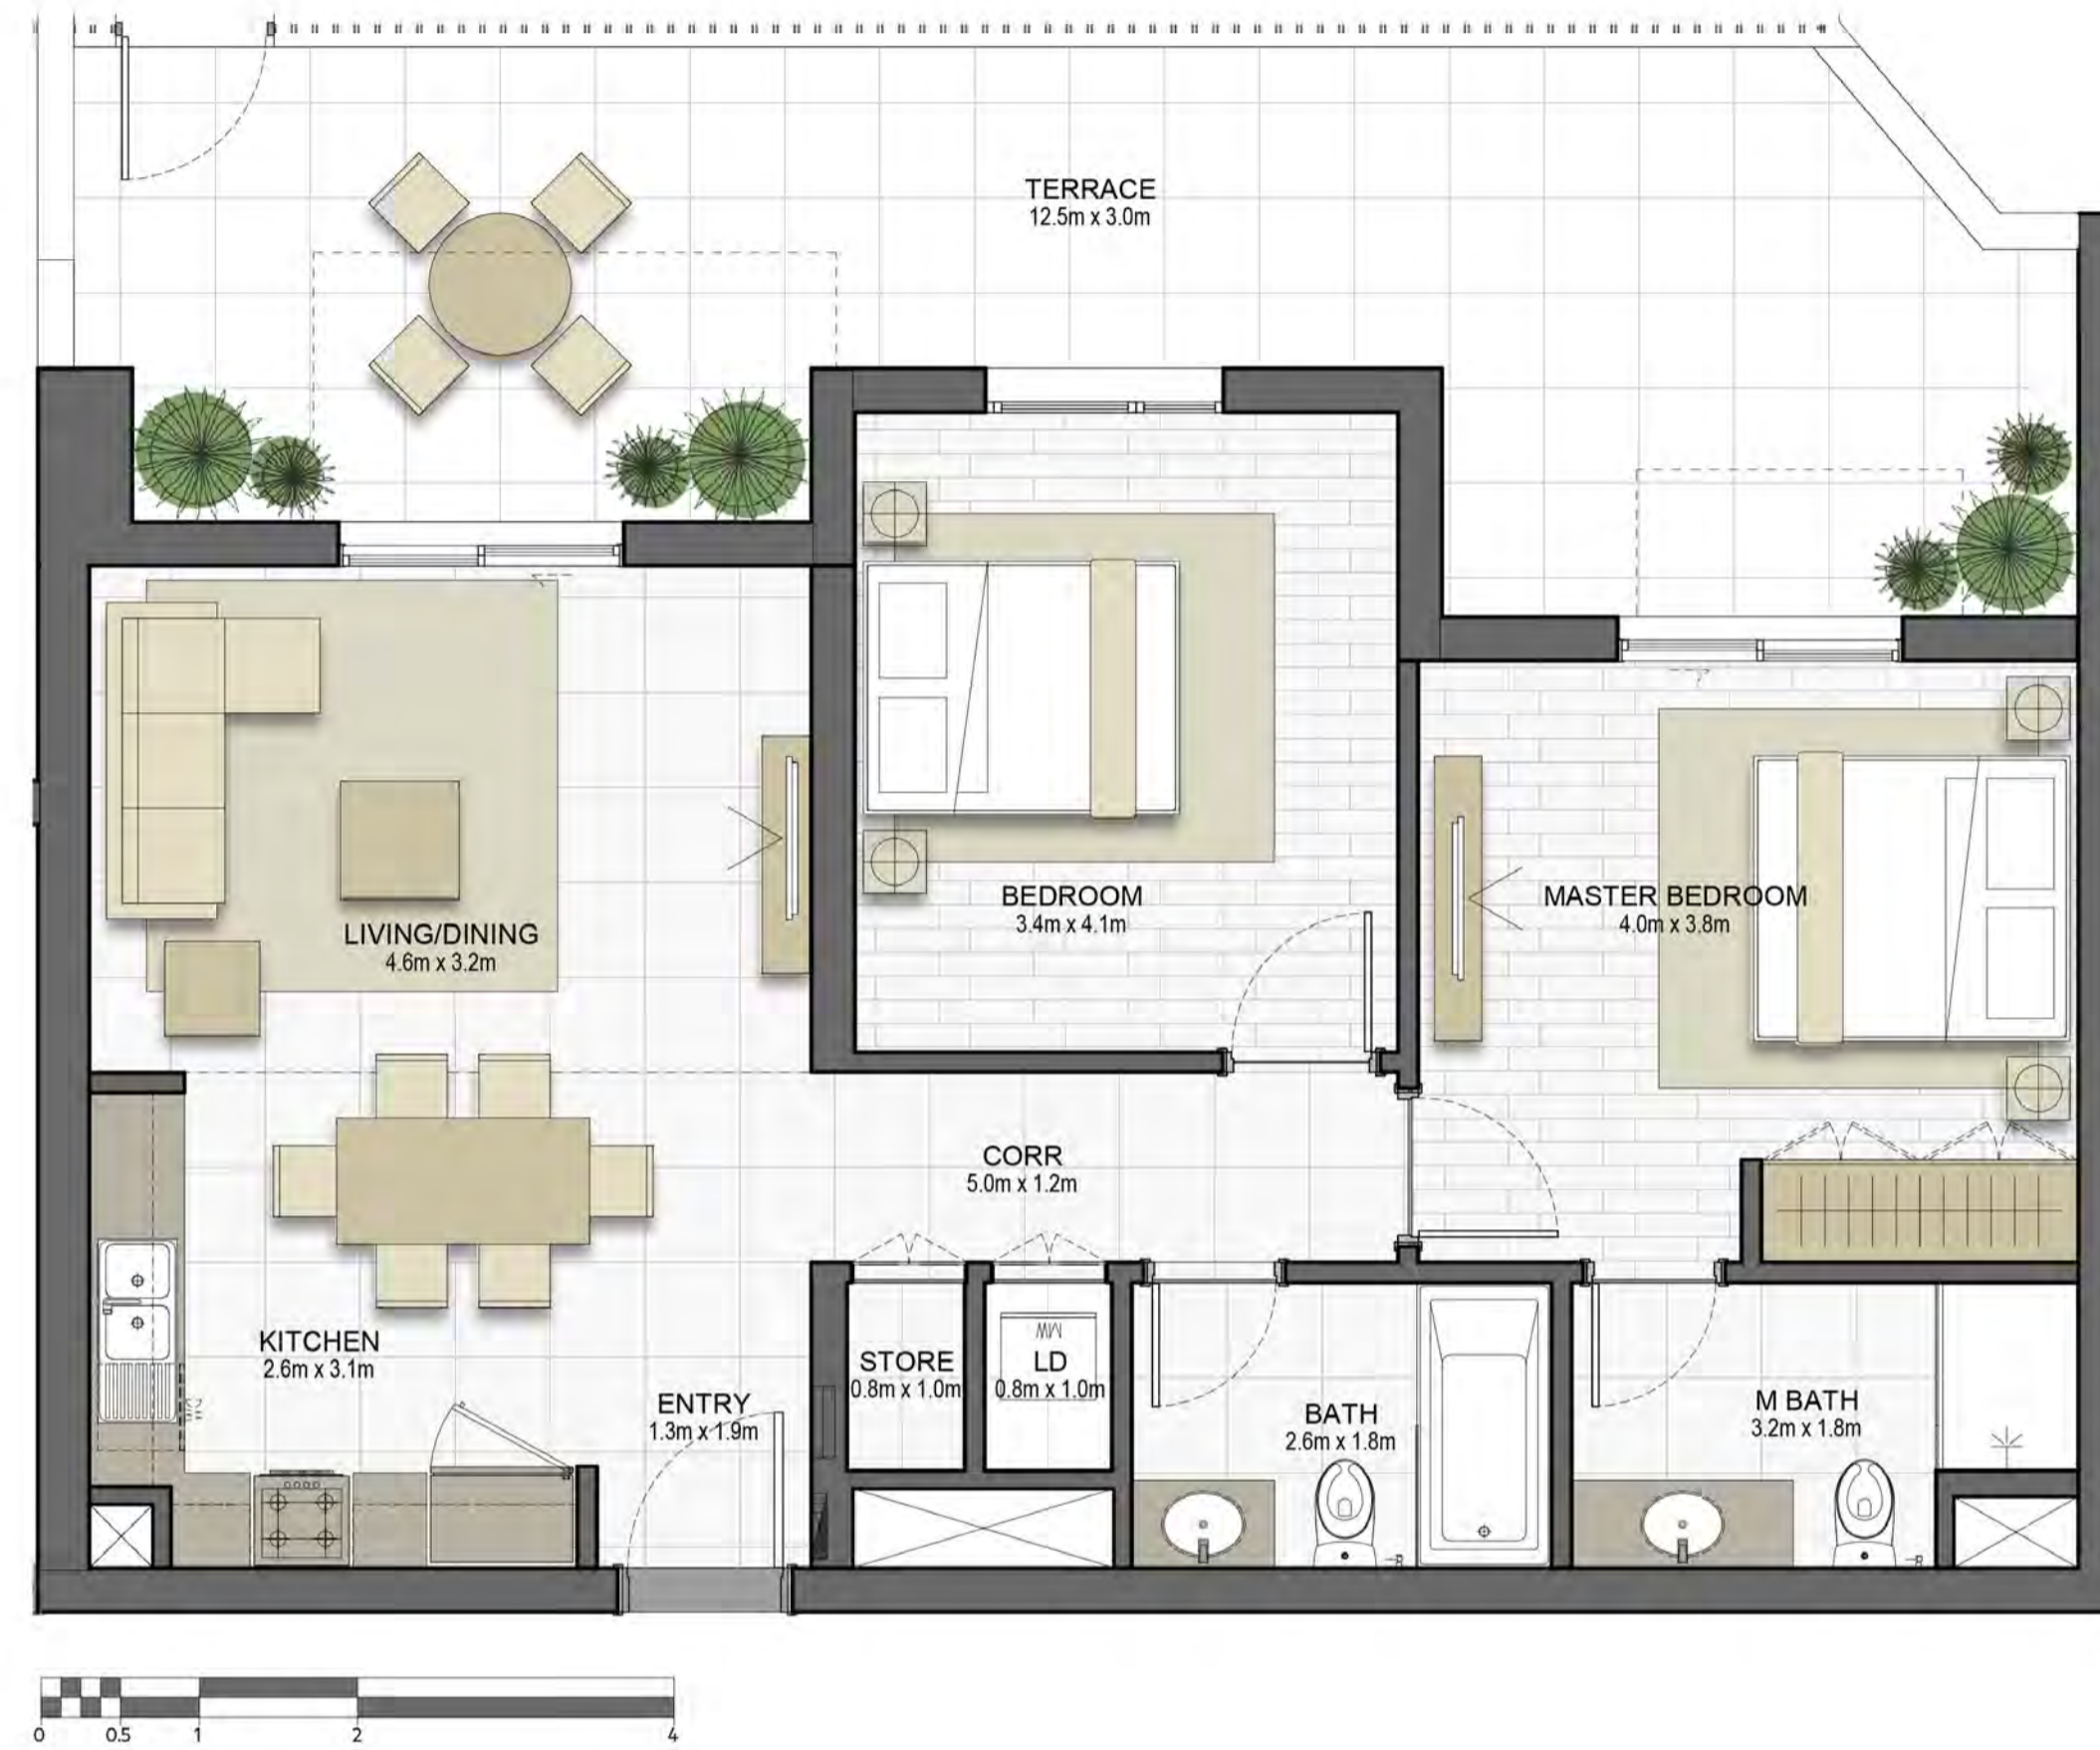 TERRACE
12.5m x 3.0m
BEDROOM
3.4m x 4.1m
MASTER BEDROOM
4.0m x 3.8m
LIVING/DINING
4.6m x 3.2m
CORR
5.0m x 1.2m
KITCHEN
2.6m x 3.1m
ENTRY
1.3m x 1.9m
STORE
0.8m x 1.0m
MW
LD
0.8m x 1.0m
BATH
2.6m x 1.8m
M BATH
3.2m x 1.8m
0 0.5 1 2 4